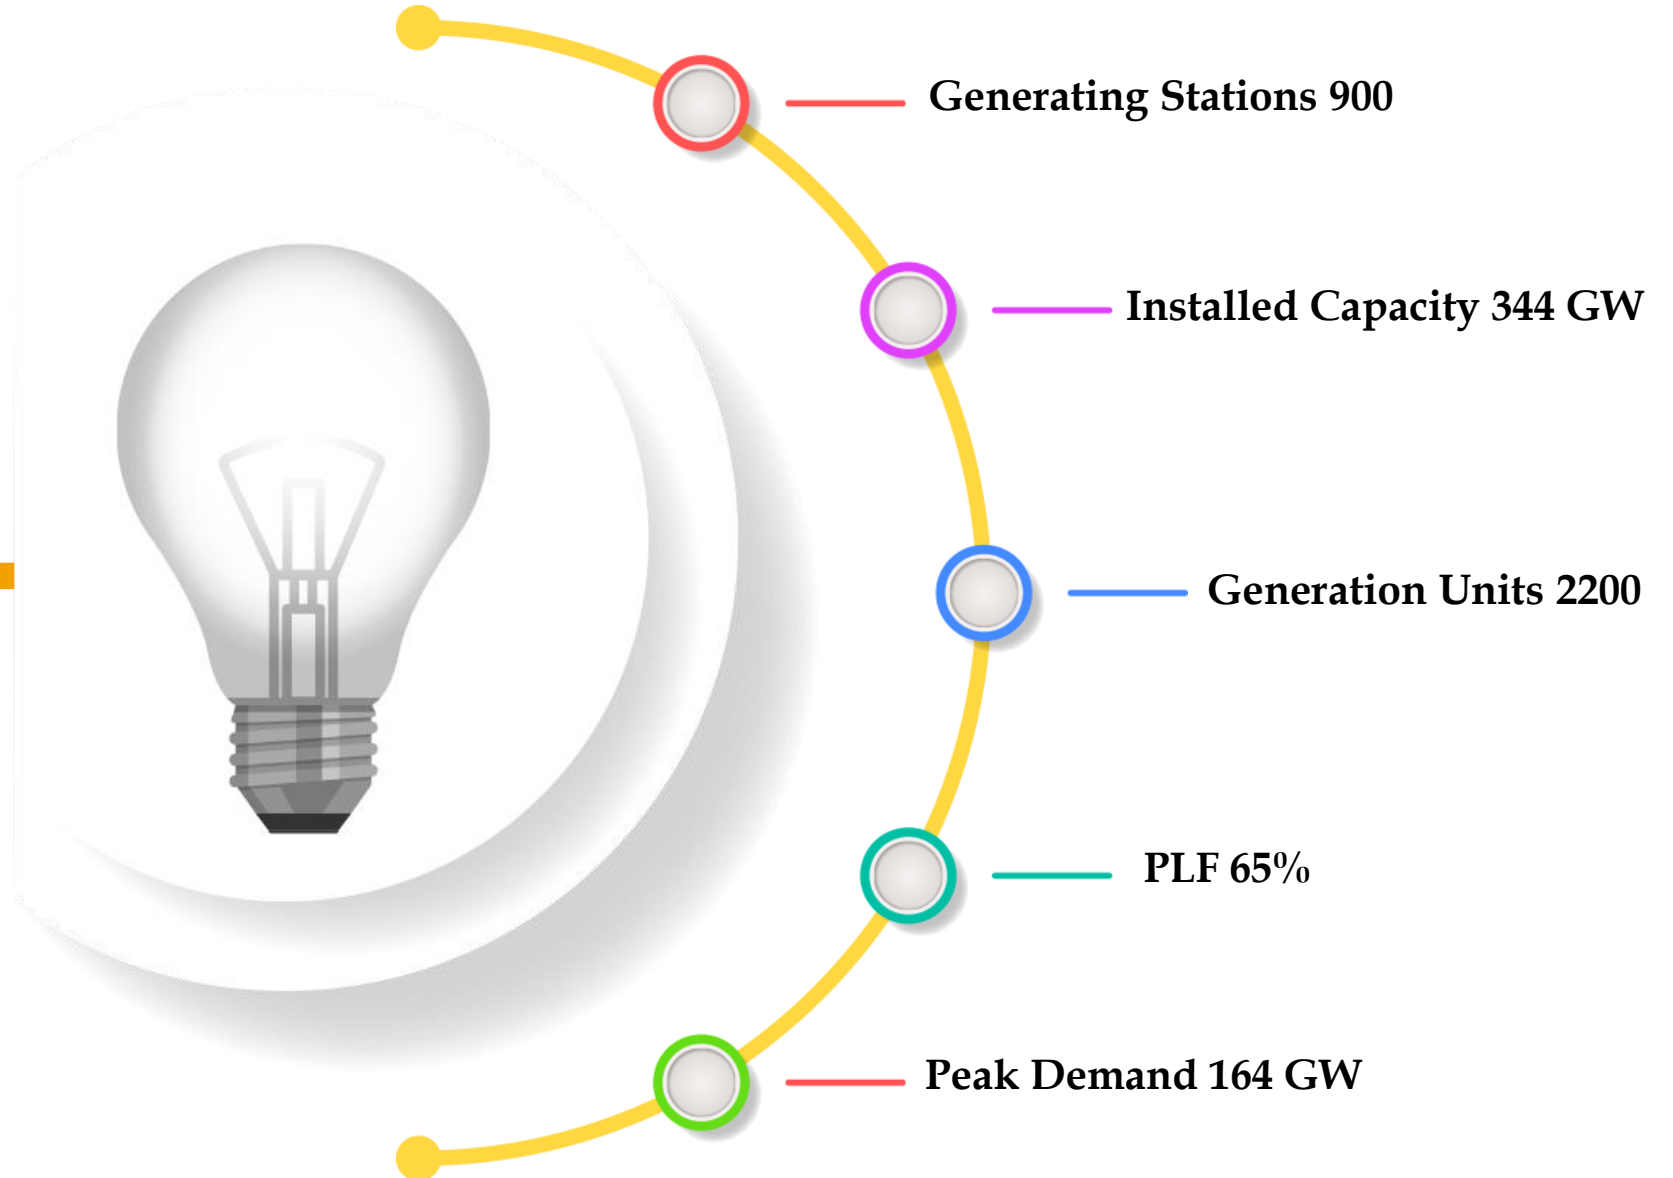 Generating Stations 900
Installed Capacity 344 GW
Generation Units 2200
PLF 65%
Peak Demand 164 GW